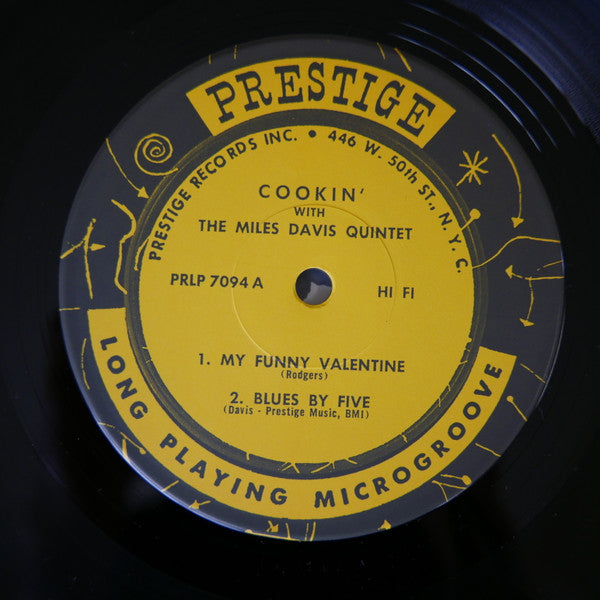 PRESTIGE
PRESTIGE RECORDS INC. • 446 W. 50th ST., N.Y.C.
COOKIN'
WITH
THE MILES DAVIS QUINTET
PRLP 7094 A HI FI
1. MY FUNNY VALENTINE
(Rodgers)
2. BLUES BY FIVE
(Davis - Prestige Music, BMI)
LONG PLAYING MICROGROOVE